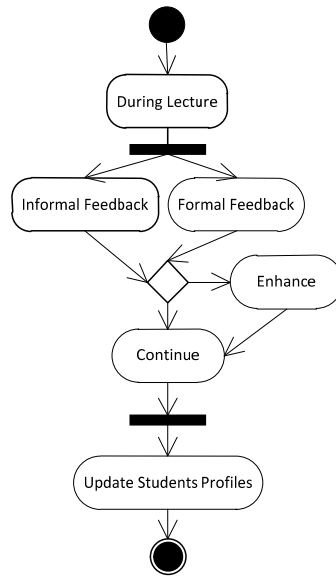 During Lecture
Informal Feedback
Formal Feedback
Enhance
Continue
Update Students Profiles